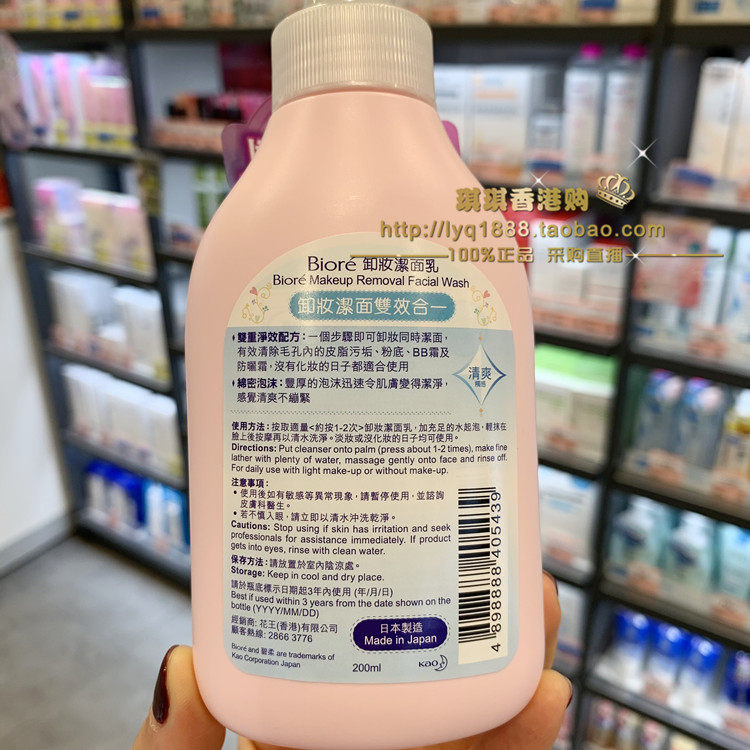 琪琪香港购
http://lyq1888.taobao.com
100%正品 采购直播
Bioré 卸妝潔面乳
Bioré Makeup Removal Facial Wash
卸妝潔面雙效合一
雙重淨效配方：一個步驟即可卸妝同時潔面，
有效清除毛孔內的皮脂污垢、粉底、BB霜及
防曬霜，沒有化妝的日子都適合使用
綿密泡沫：豐厚的泡沫迅速令肌膚變得潔淨，
感覺清爽不繃緊
清爽
觸感
使用方法：按取適量<約按1-2次>卸妝潔面乳，加充足的水起泡，輕抹在
臉上後按摩再以清水洗淨。淡妝或沒化妝的日子均可使用。
Directions: Put cleanser onto palm (press about 1-2 times), make fine
lather with plenty of water, massage gently onto face and rinse off.
For daily use with light make-up or without make-up.
注意事項：
• 使用後如有敏感等異常現象，請暫停使用，並諮詢
皮膚科醫生。
• 若不慎入眼，請立即以清水沖洗乾淨。
Cautions: Stop using if skin has irritation and seek
professionals for assistance immediately. If product
gets into eyes, rinse with clean water.
保存方法：請放置於室內陰涼處。
Storage: Keep in cool and dry place.
請於瓶底標示日期起3年內使用 (年/月/日)
Best if used within 3 years from the date shown on the
bottle (YYYY/MM/DD)
經銷商: 花王(香港)有限公司
顧客熱線: 2866 3776
Bioré and 碧柔 are trademarks of
Kao Corporation Japan
日本製造
Made in Japan
200ml
Kao
4 898888 405439